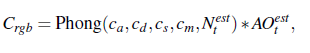 C_{rgb} = Phong(c_a, c_d, c_s, c_m, N_t^{est}) * AO_t^{est},